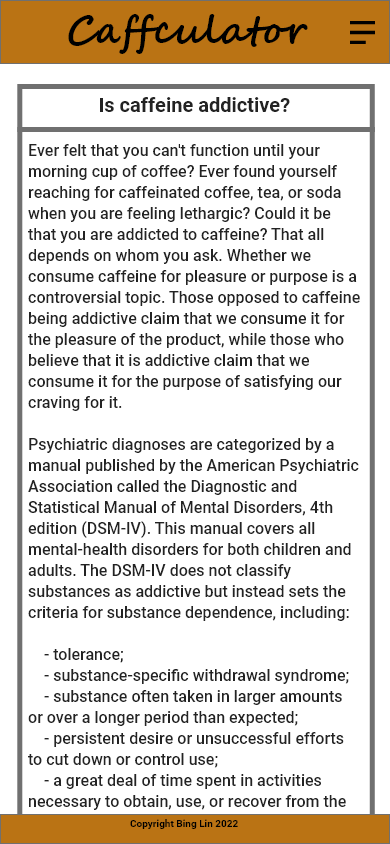 Caffculator
Is caffeine addictive?
Ever felt that you can't function until your
morning cup of coffee? Ever found yourself
reaching for caffeinated coffee, tea, or soda
when you are feeling lethargic? Could it be
that you are addicted to caffeine? That all
depends on whom you ask. Whether we
consume caffeine for pleasure or purpose is a
controversial topic. Those opposed to caffeine
being addictive claim that we consume it for
the pleasure of the product, while those who
believe that it is addictive claim that we
consume it for the purpose of satisfying our
craving for it.
Psychiatric diagnoses are categorized by a
manual published by the American Psychiatric
Association called the Diagnostic and
Statistical Manual of Mental Disorders, 4th
edition (DSM-IV). This manual covers all
mental-health disorders for both children and
adults. The DSM-IV does not classify
substances as addictive but instead sets the
criteria for substance dependence, including:
- tolerance;
- substance-specific withdrawal syndrome;
- substance often taken in larger amounts
or over a longer period than expected;
- persistent desire or unsuccessful efforts
to cut down or control use;
- a great deal of time spent in activities
necessary to obtain, use, or recover from the
Copyright Bing Lin 2022